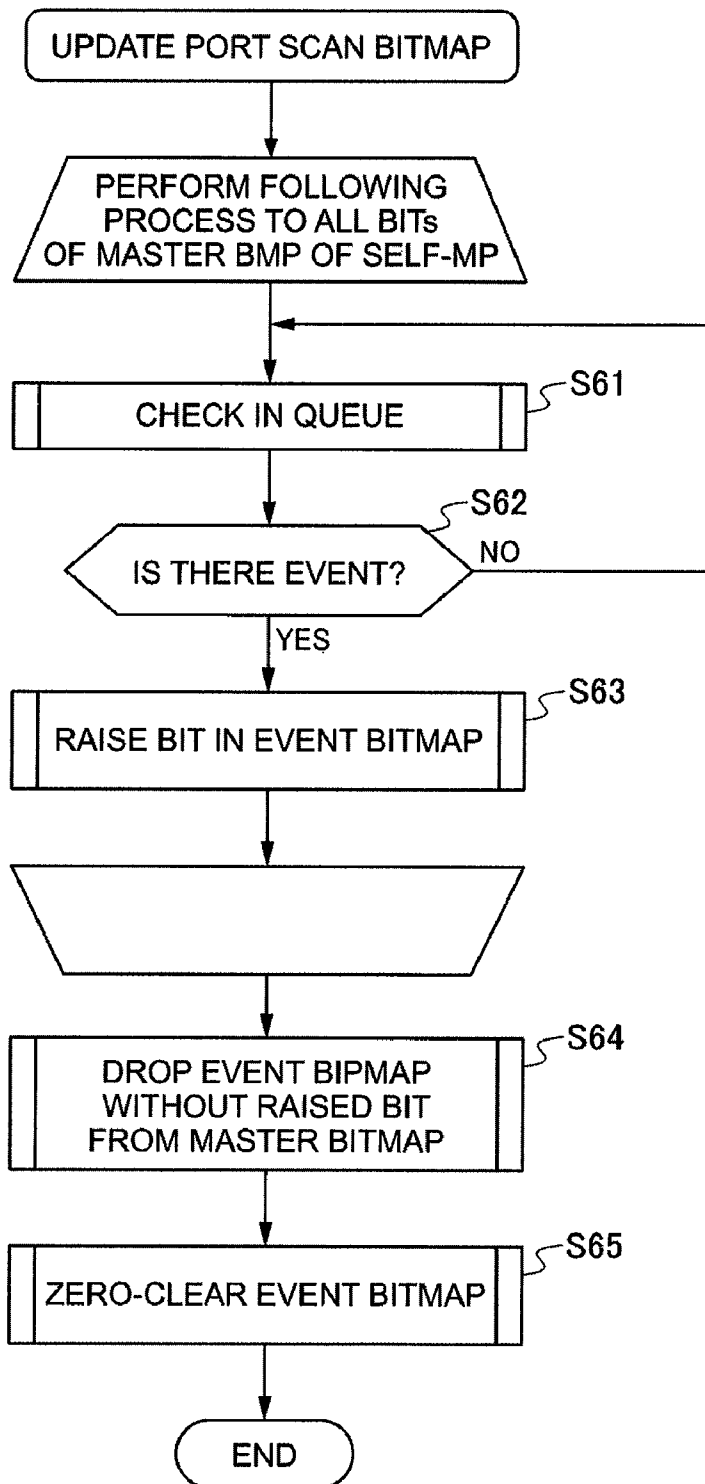 UPDATE PORT SCAN BITMAP
PERFORM FOLLOWING
PROCESS TO ALL BITs
OF MASTER BMP OF SELF-MP
CHECK IN QUEUE
S61
IS THERE EVENT?
S62
NO
YES
RAISE BIT IN EVENT BITMAP
S63
DROP EVENT BIPMAP
WITHOUT RAISED BIT
FROM MASTER BITMAP
S64
ZERO-CLEAR EVENT BITMAP
S65
END